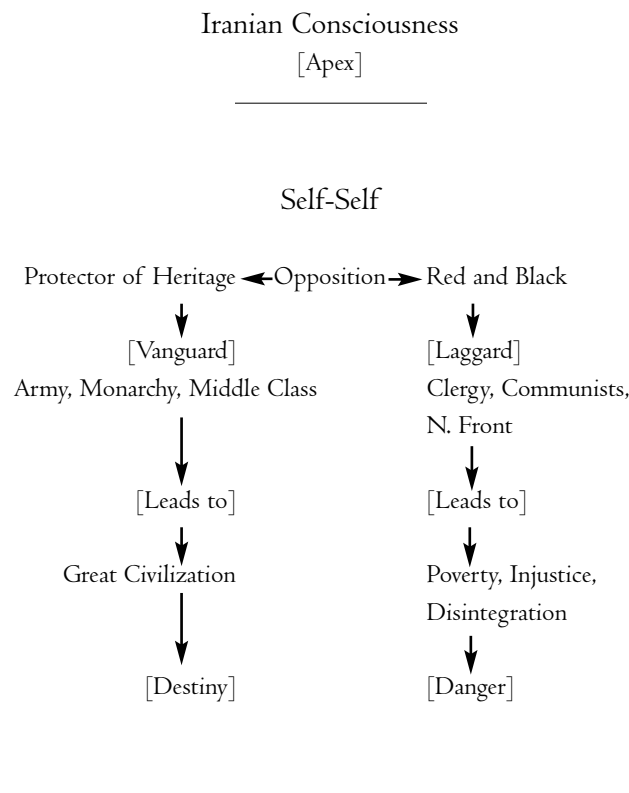 Iranian Consciousness
[Apex]
Self-Self
Protector of Heritage Opposition Red and Black
[Vanguard] [Laggard]
Army, Monarchy, Middle Class Clergy, Communists,
N. Front
[Leads to] [Leads to]
Great Civilization Poverty, Injustice,
Disintegration
[Destiny] [Danger]